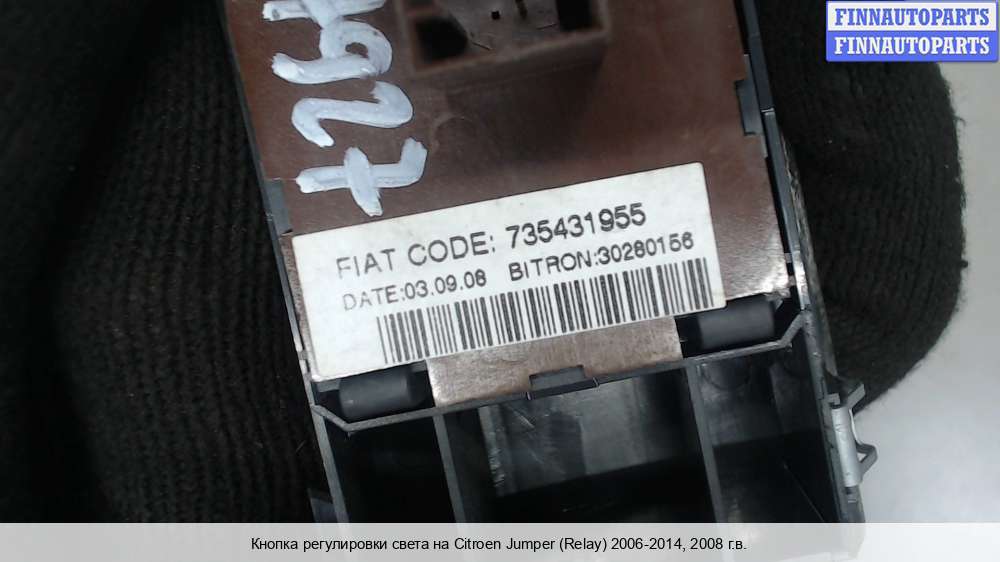 FINNAUTOPARTS
FINNAUTOPARTS
7927
FIAT CODE: 735431955
DATE:03.09.08 BITRON:30280156
Кнопка регулировки света на Citroen Jumper (Relay) 2006-2014, 2008 г.в.